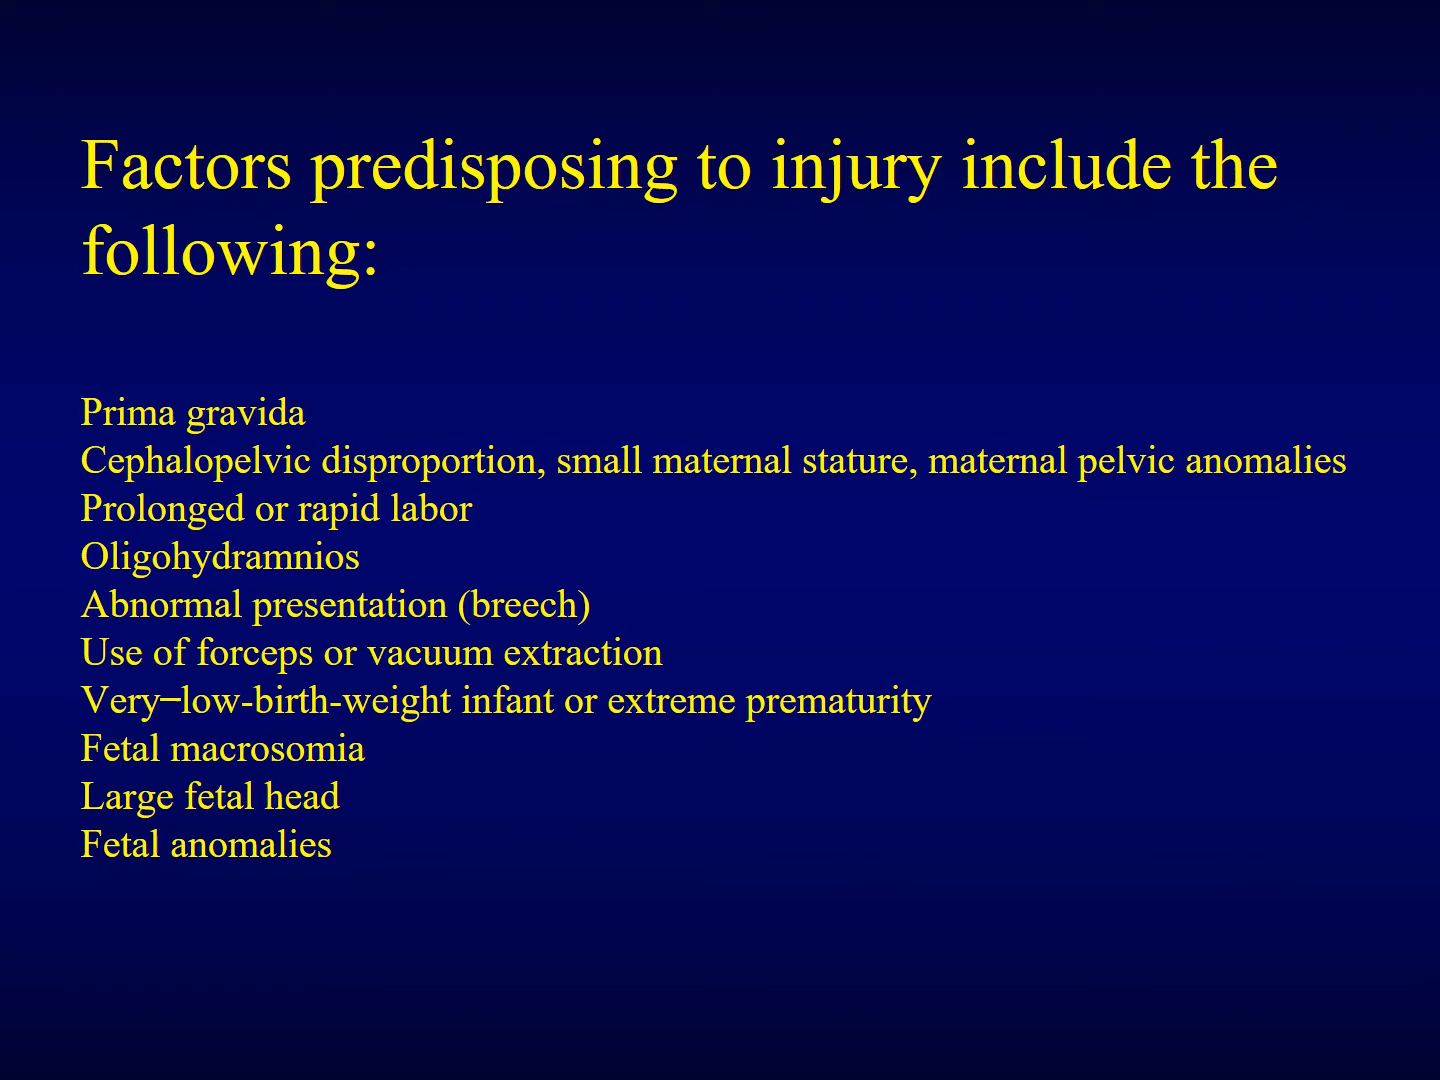 Factors predisposing to injury include the
following:
Prima gravida
Cephalopelvic disproportion, small maternal stature, maternal pelvic anomalies
Prolonged or rapid labor
Oligohydramnios
Abnormal presentation (breech)
Use of forceps or vacuum extraction
Very–low-birth-weight infant or extreme prematurity
Fetal macrosomia
Large fetal head
Fetal anomalies